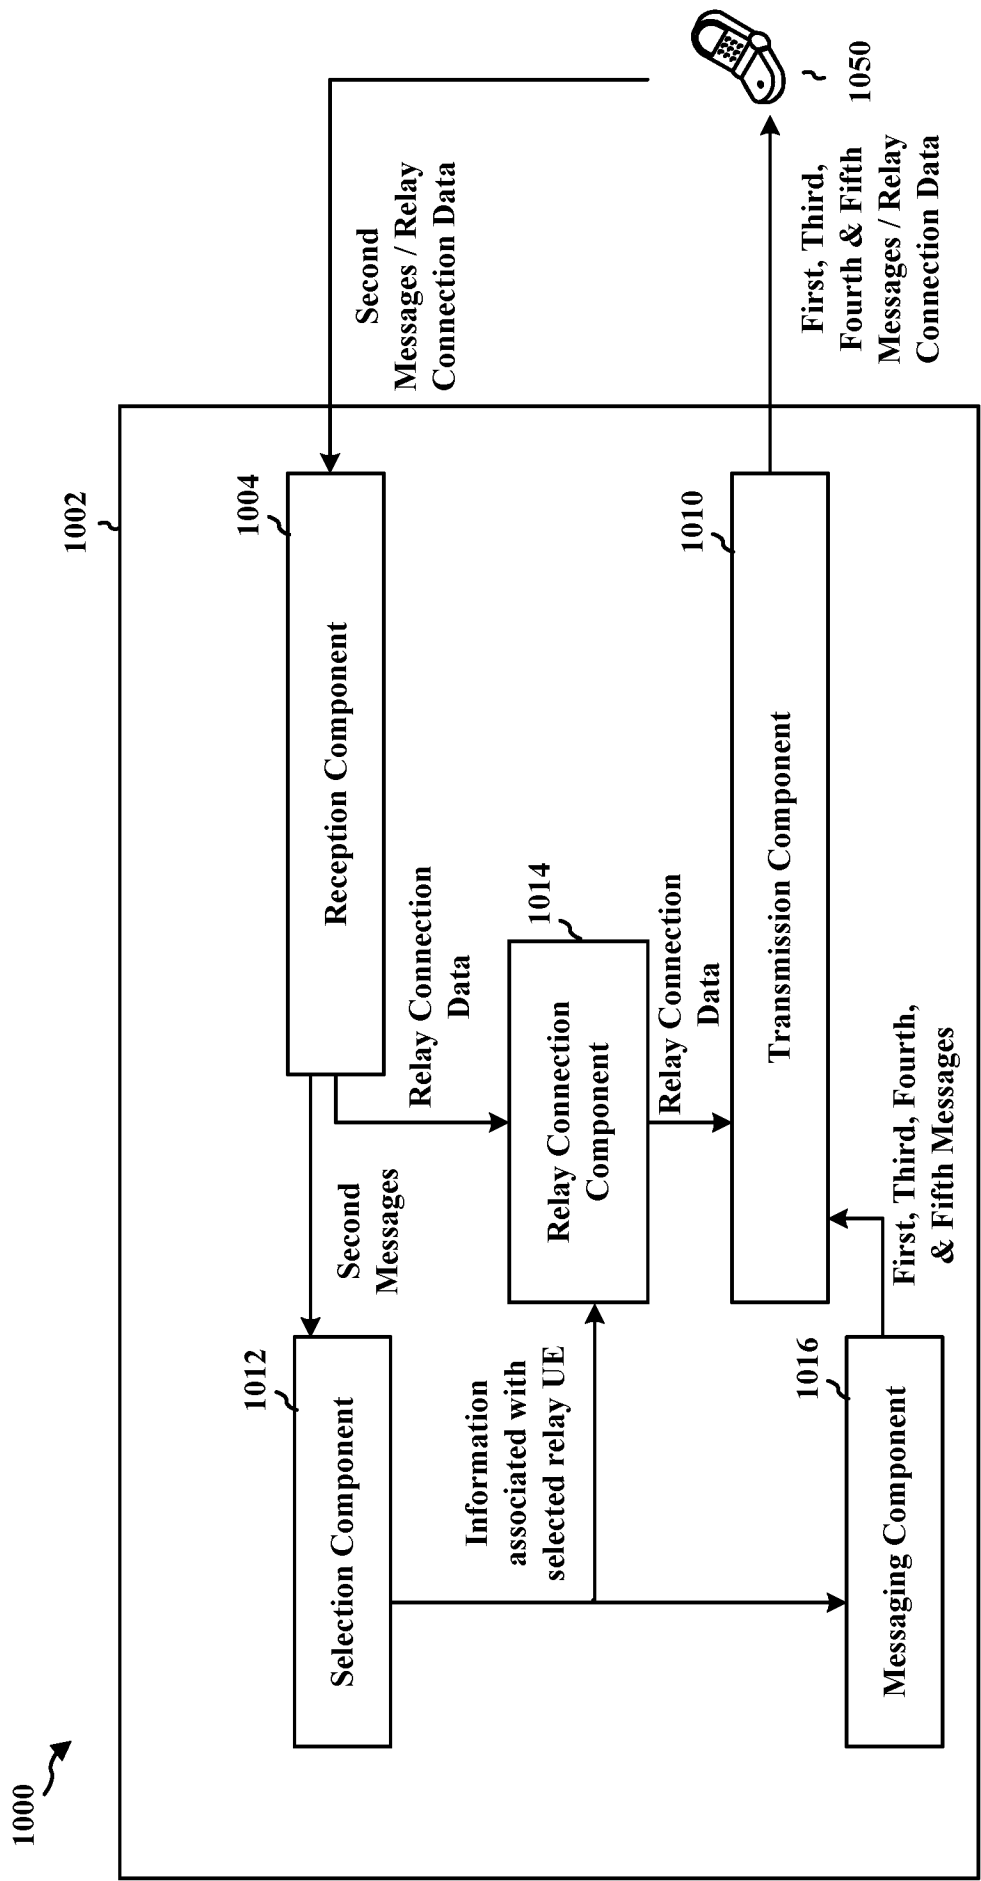 1000
1002
Selection Component
1012
Second
Messages
Reception Component
1004
Second
Messages / Relay
Connection Data
Relay Connection
Data
Information
associated with
selected relay UE
Relay Connection
Component
1014
Relay Connection
Data
Messaging Component
1016
First, Third, Fourth,
& Fifth Messages
Transmission Component
1010
First, Third,
Fourth & Fifth
Messages / Relay
Connection Data
1050